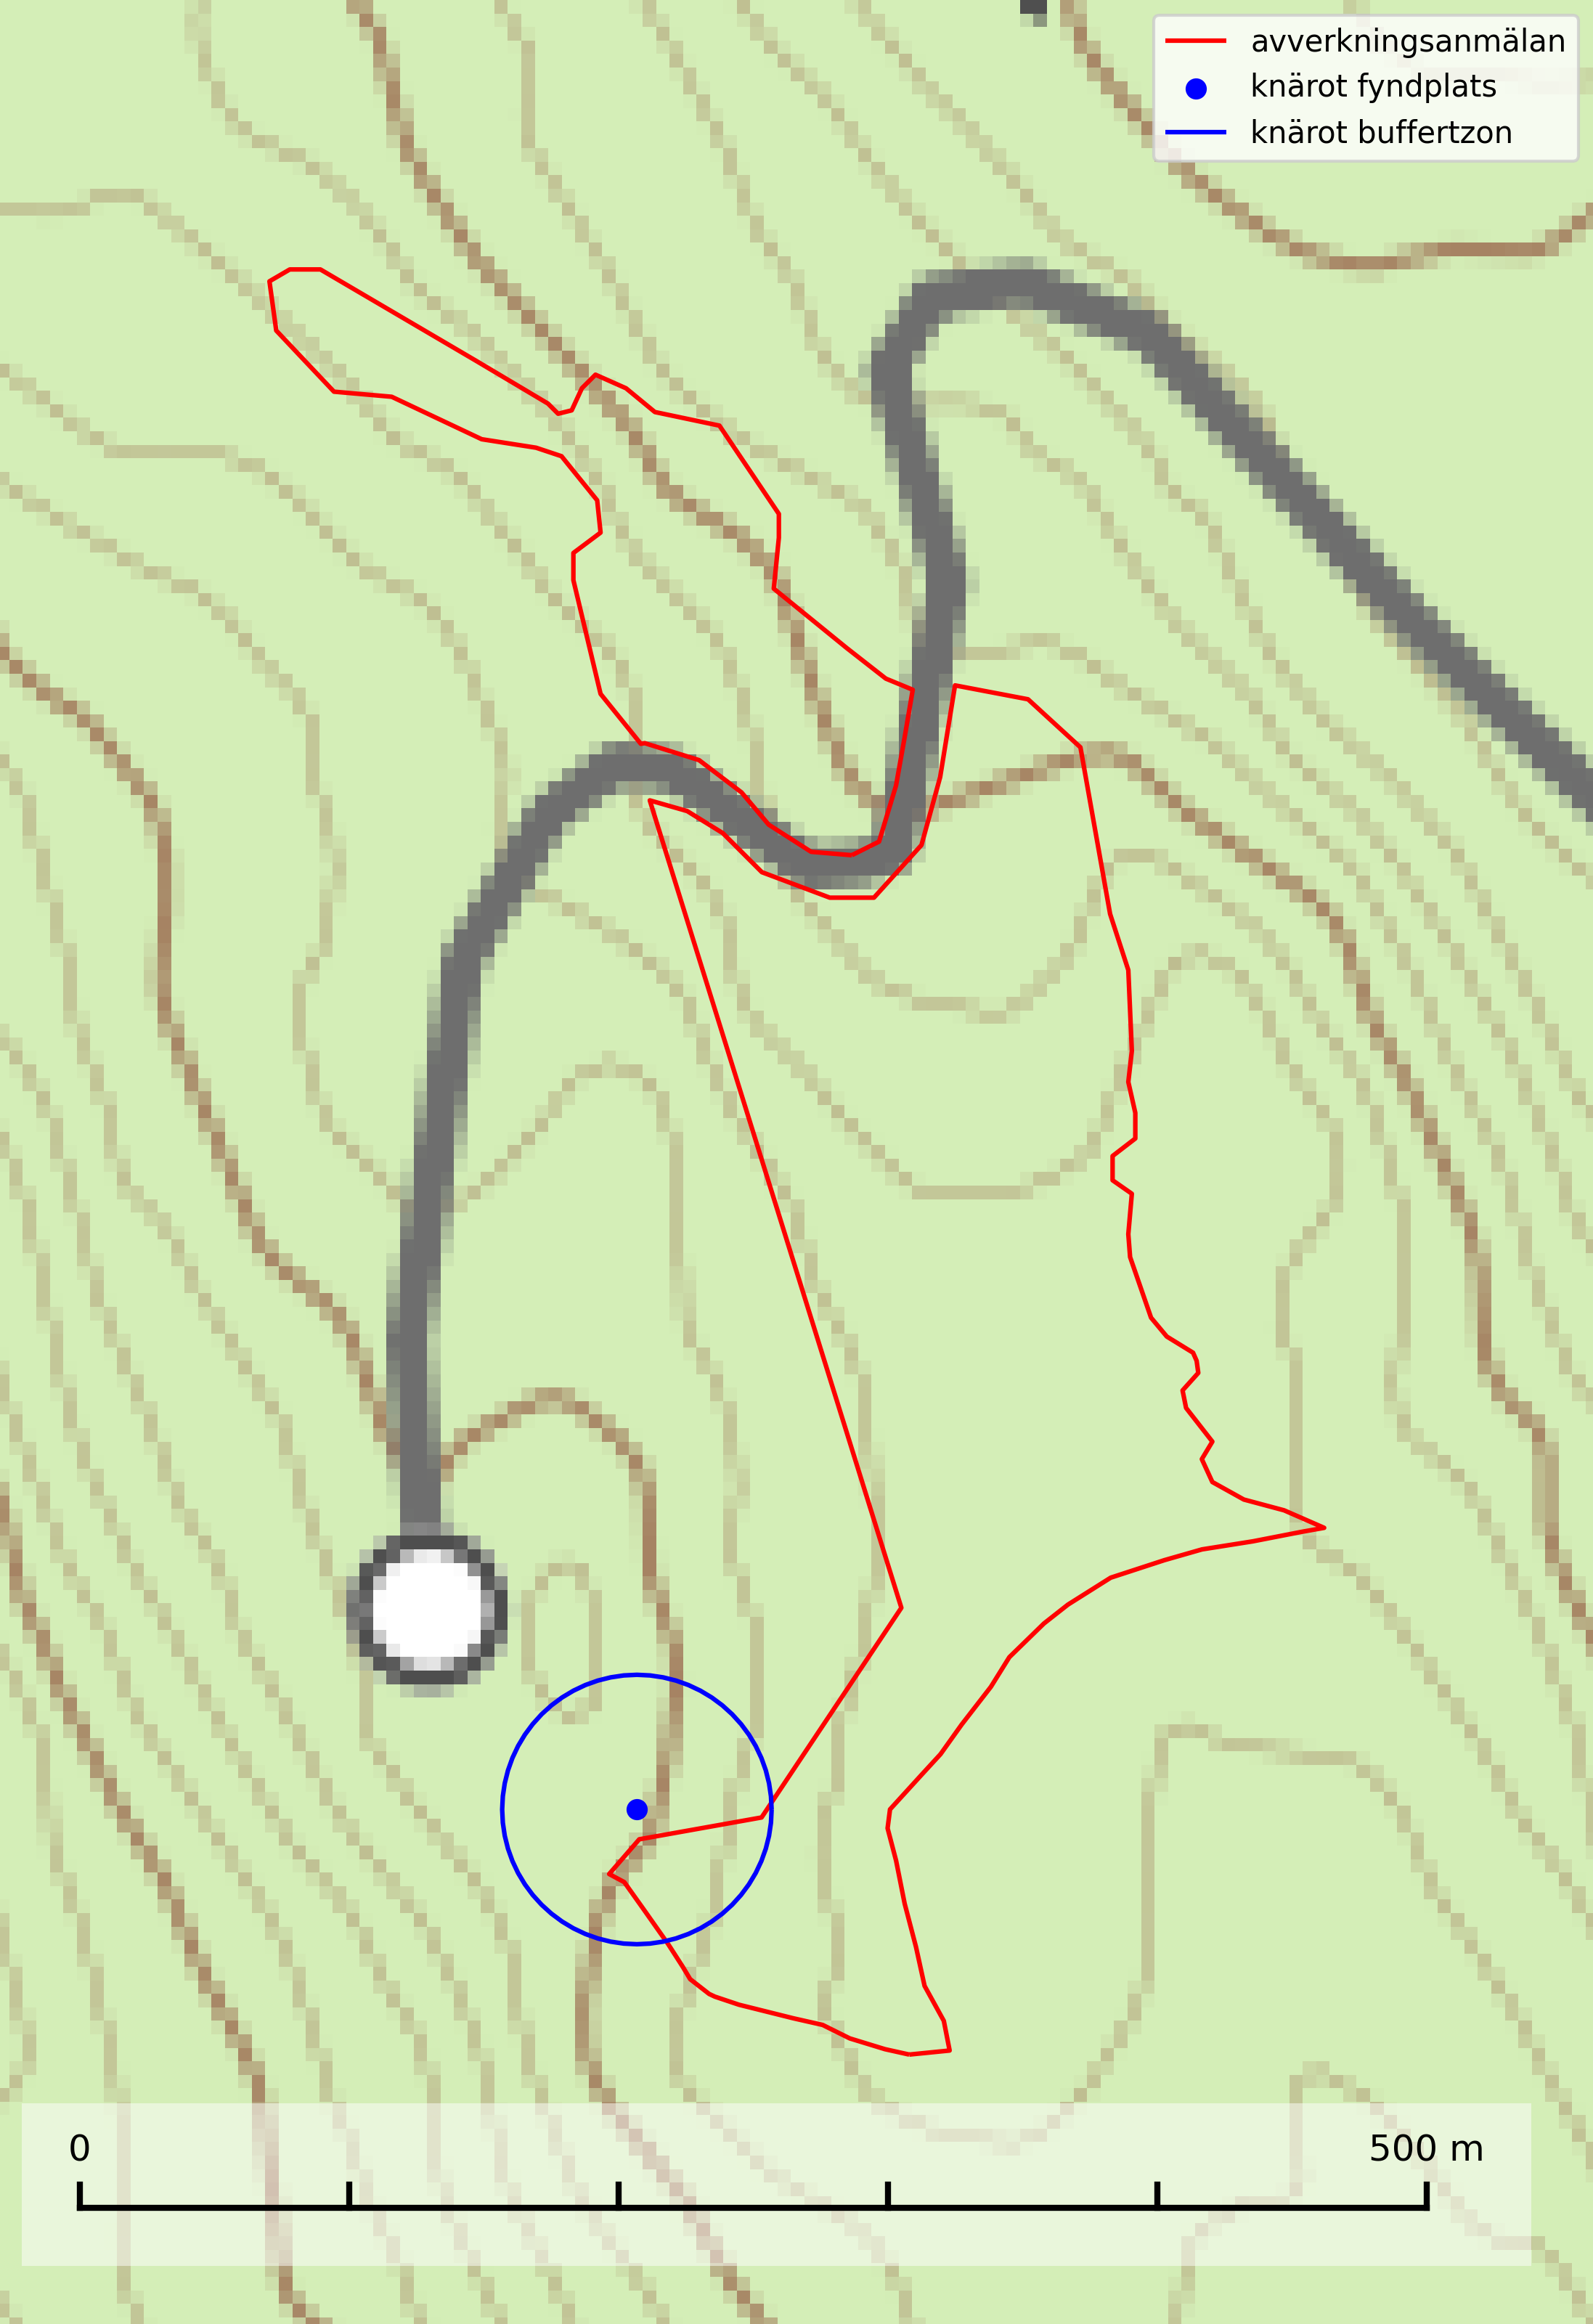 avverkningsanmälan
knärot fyndplats
knärot buffertzon
0 500 m